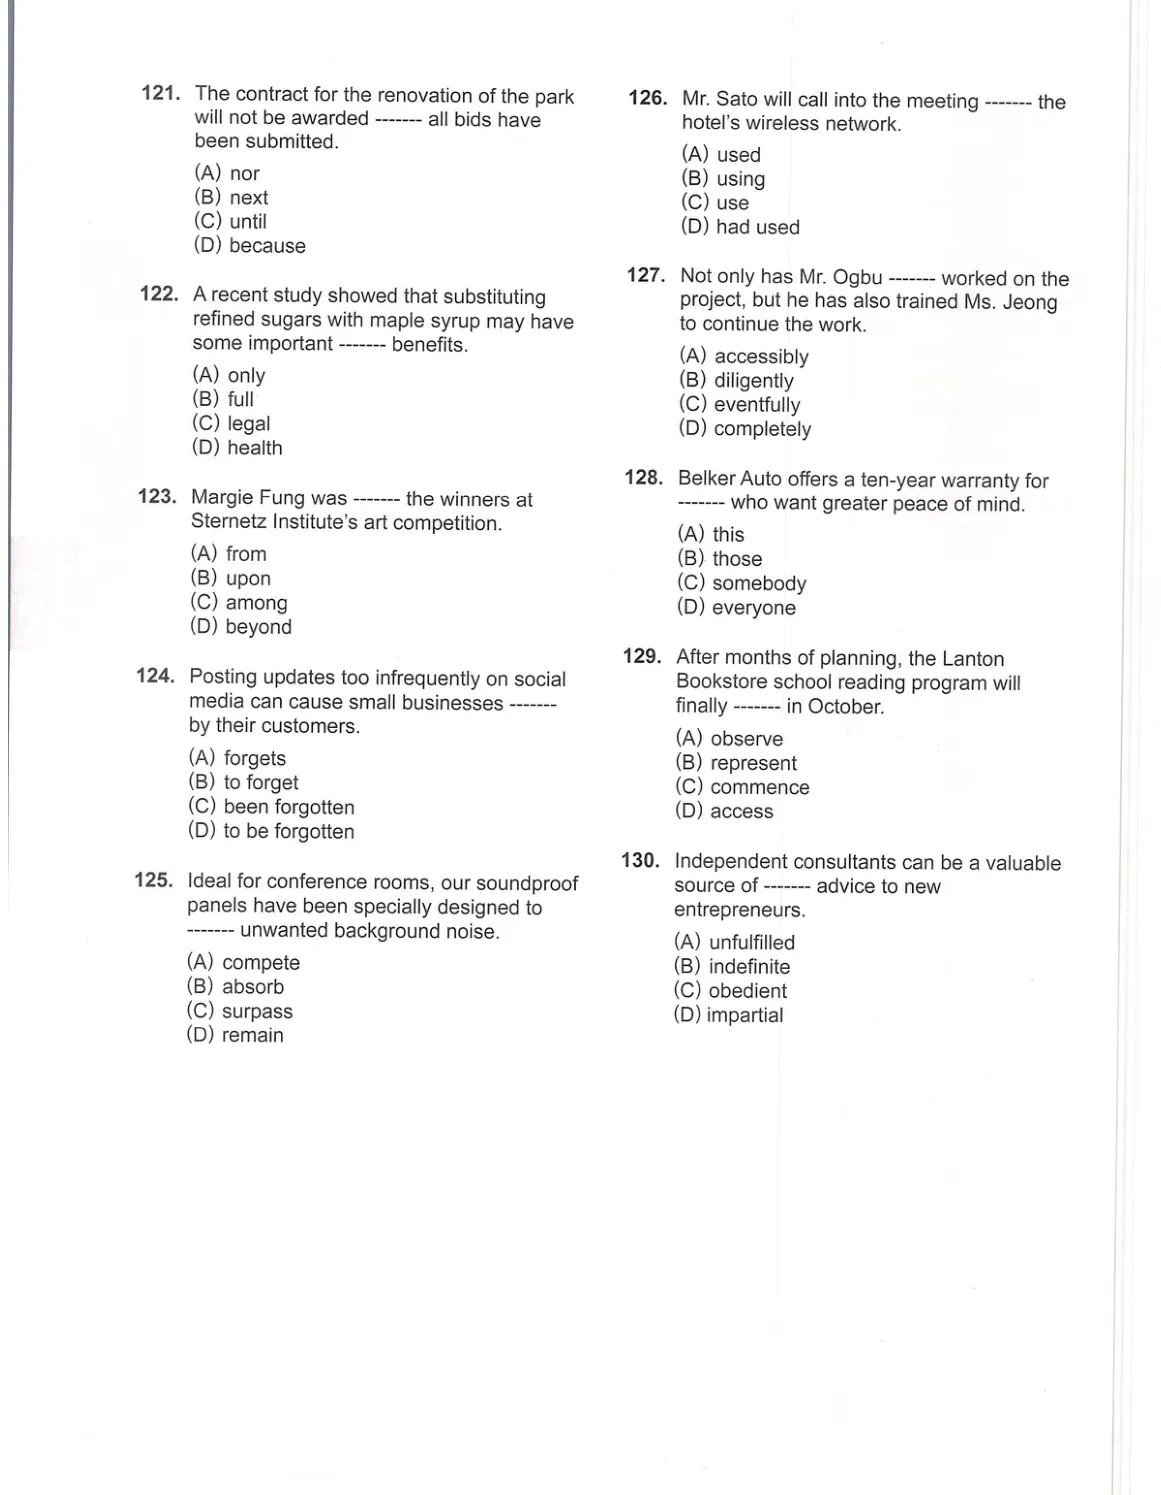 121. The contract for the renovation of the park
will not be awarded ------- all bids have
been submitted.
(A) nor
(B) next
(C) until
(D) because
122. A recent study showed that substituting
refined sugars with maple syrup may have
some important ------- benefits.
(A) only
(B) full
(C) legal
(D) health
123. Margie Fung was ------- the winners at
Sternetz Institute's art competition.
(A) from
(B) upon
(C) among
(D) beyond
124. Posting updates too infrequently on social
media can cause small businesses -------
by their customers.
(A) forgets
(B) to forget
(C) been forgotten
(D) to be forgotten
125. Ideal for conference rooms, our soundproof
panels have been specially designed to
------- unwanted background noise.
(A) compete
(B) absorb
(C) surpass
(D) remain
126. Mr. Sato will call into the meeting ------- the
hotel's wireless network.
(A) used
(B) using
(C) use
(D) had used
127. Not only has Mr. Ogbu ------- worked on the
project, but he has also trained Ms. Jeong
to continue the work.
(A) accessibly
(B) diligently
(C) eventfully
(D) completely
128. Belker Auto offers a ten-year warranty for
------- who want greater peace of mind.
(A) this
(B) those
(C) somebody
(D) everyone
129. After months of planning, the Lanton
Bookstore school reading program will
finally ------- in October.
(A) observe
(B) represent
(C) commence
(D) access
130. Independent consultants can be a valuable
source of ------- advice to new
entrepreneurs.
(A) unfulfilled
(B) indefinite
(C) obedient
(D) impartial